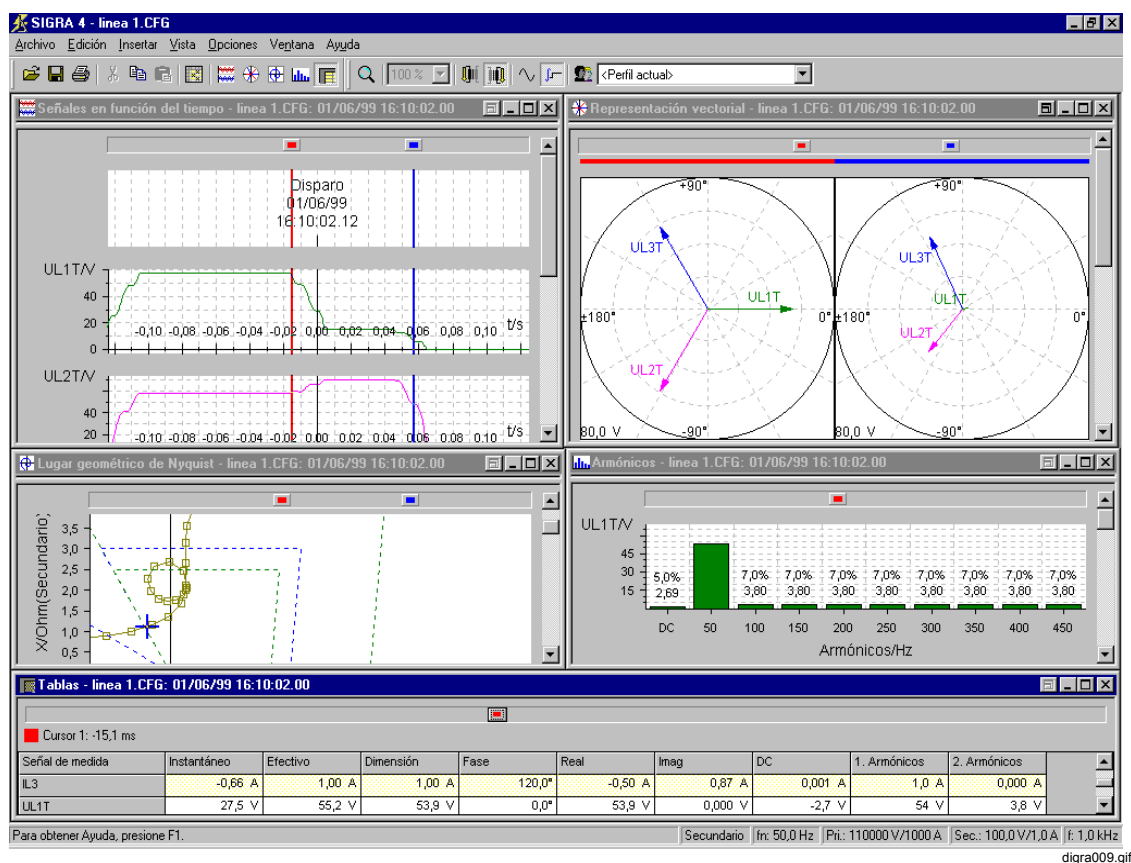 SIGRA 4 - linea 1.CFG
Archivo Edición Insertar Vista Opciones Ventana Ayuda
100 % <Perfil actual>
Señales en función del tiempo - linea 1.CFG: 01/06/99 16:10:02.00
Disparo
01/06/99
16:10:02.12
UL1T/V
40
20
0
-0,10 -0,08 -0,06 -0,04 -0,02 0,00 0,02 0,04 0,06 0,08 0,10 t/s
UL2T/V
40
20
-0,10 -0,08 -0,06 -0,04 -0,02 0,00 0,02 0,04 0,06 0,08 0,10 t/s
Representación vectorial - linea 1.CFG: 01/06/99 16:10:02.00
+90° +90°
UL3T UL3T
UL1T UL1T
±180° 0° ±180° 0°
UL2T UL2T
80,0 V -90° 80,0 V -90°
Lugar geométrico de Nyquist - linea 1.CFG: 01/06/99 16:10:02.00
X/Ohm(Secundario)
3,5
3,0
2,5
2,0
1,5
1,0
0,5
Armónicos - linea 1.CFG: 01/06/99 16:10:02.00
UL1T/V
45
30
15
5,0% 7,0% 7,0% 7,0% 7,0% 7,0% 7,0% 7,0% 7,0%
2,69 3,80 3,80 3,80 3,80 3,80 3,80 3,80 3,80
DC 50 100 150 200 250 300 350 400 450
Armónicos/Hz
Tablas - linea 1.CFG: 01/06/99 16:10:02.00
Cursor 1: -15,1 ms
Señal de medida Instantáneo Efectivo Dimensión Fase Real Imag DC 1. Armónicos 2. Armónicos
IL3 -0,66 A 1,00 A 1,00 A 120,0° -0,50 A 0,87 A 0,001 A 1,0 A 0,000 A
UL1T 27,5 V 55,2 V 53,9 V 0,0° 53,9 V 0,000 V -2,7 V 54 V 3,8 V
Para obtener Ayuda, presione F1. Secundario fn: 50,0 Hz Pri.: 110000 V/1000 A Sec.: 100,0 V/1,0 A f: 1,0 kHz
digra009.gif